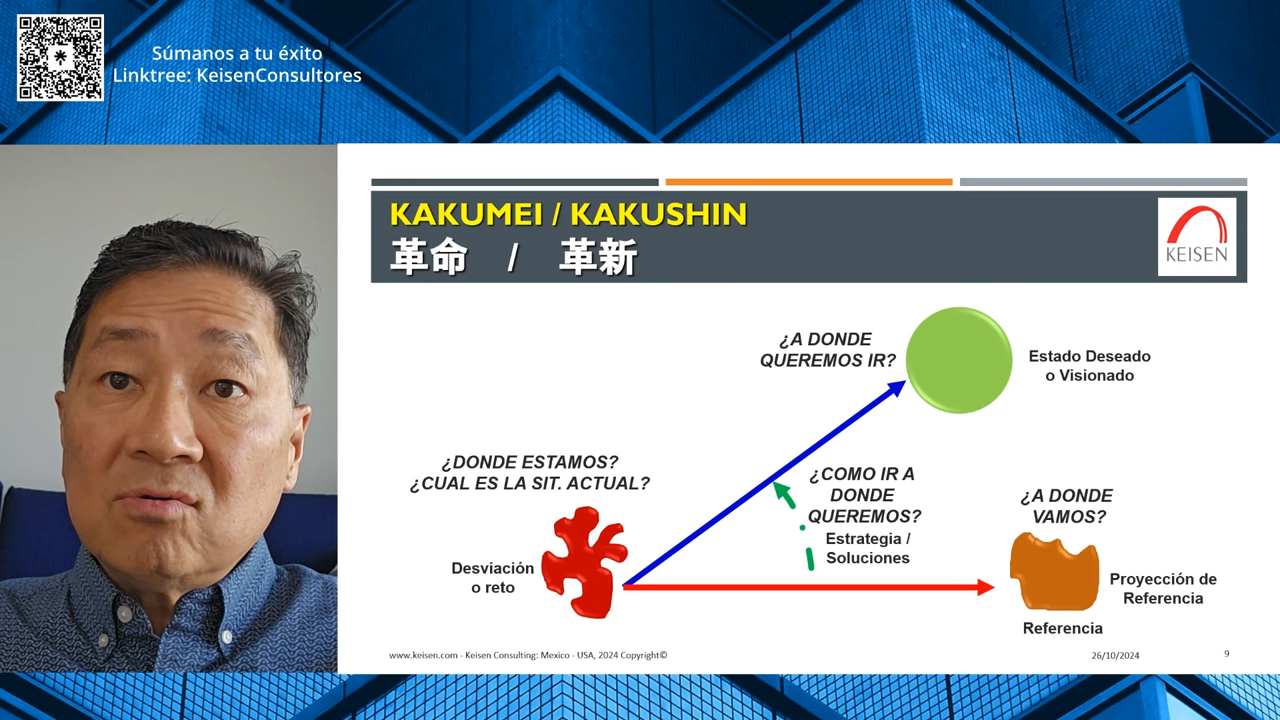 Súmanos a tu éxito
Linktree: KeisenConsultores
KAKUMEI / KAKUSHIN
革命 / 革新
KEISEN
¿A DONDE
QUEREMOS IR?
Estado Deseado
o Visionado
¿DONDE ESTAMOS?
¿CUAL ES LA SIT. ACTUAL?
¿COMO IR A
DONDE
QUEREMOS?
Estrategia /
Soluciones
¿A DONDE
VAMOS?
Desviación
o reto
Proyección de
Referencia
Referencia
www.keisen.com - Keisen Consulting: Mexico - USA, 2024 Copyright©
26/10/2024
9